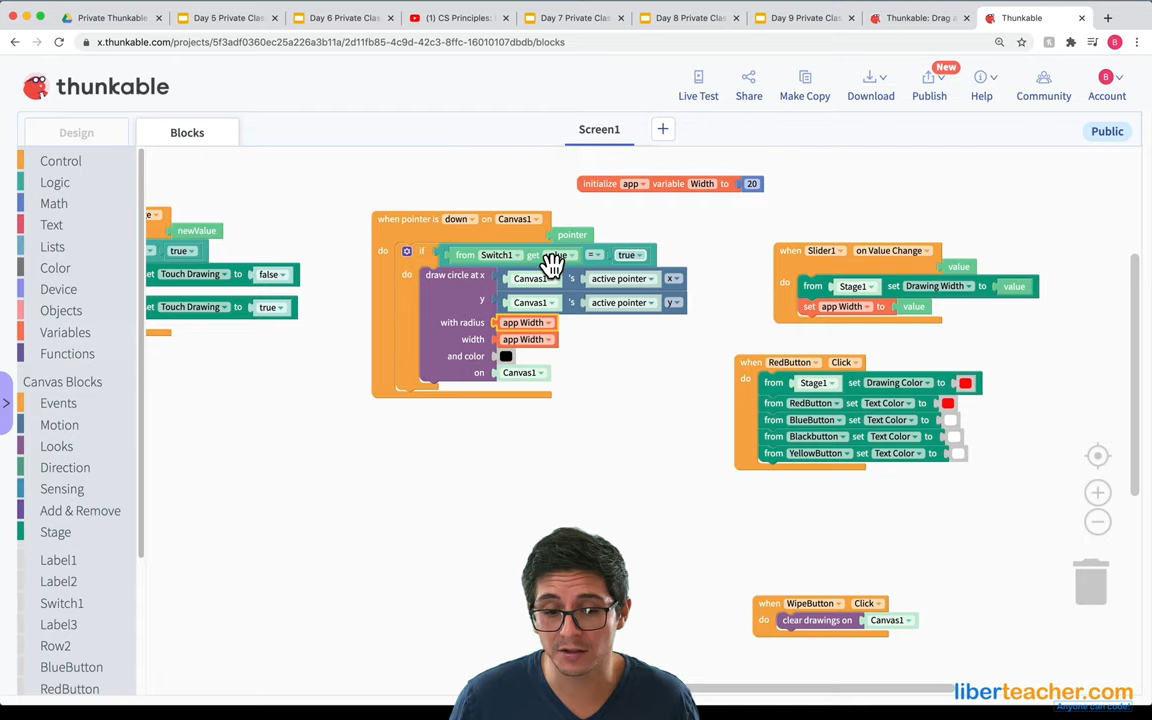 Private Thunkable
Day 5 Private Clas
Day 6 Private Clas
(1) CS Principles:
Day 7 Private Clas
Day 8 Private Clas
Day 9 Private Clas
Thunkable: Drag a
Thunkable
x.thunkable.com/projects/5f3adf0360ec25a226a3b11a/2d11fb85-4c9d-42c3-8ffc-16010107dbdb/blocks
B
thunkable
New
Live Test
Share
Make Copy
Download
Publish
Help
Community
B
Account
Design
Blocks
Screen1
Public
Control
Logic
Math
Text
Lists
Color
Device
Objects
Variables
Functions
Canvas Blocks
Events
Motion
Looks
Direction
Sensing
Add & Remove
Stage
Label1
Label2
Switch1
Label3
Row2
BlueButton
RedButton
newValue
true
Touch Drawing to false
Touch Drawing to true
initialize app variable Width to 20
when pointer is down on Canvas1
pointer
do if from Switch1 get = true
do draw circle at x 's active pointer x
y Canvas1 's active pointer y
with radius app Width
width app Width
and color
on Canvas1
when Slider1 on Value Change
value
do from Stage1 set Drawing Width to value
set app Width to value
when RedButton Click
do from Stage1 set Drawing Color to
from RedButton set Text Color to
from BlueButton set Text Color to
from Blackbutton set Text Color to
from YellowButton set Text Color to
when WipeButton Click
do clear drawings on Canvas1
liberteacher.com
Anyone can code!